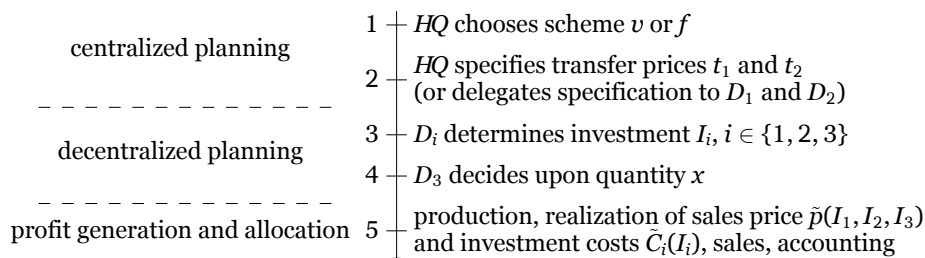 centralized planning
1 HQ chooses scheme v or f
2 HQ specifies transfer prices t₁ and t₂
(or delegates specification to D₁ and D₂)
decentralized planning
3 Dᵢ determines investment Iᵢ, i ∈ {1, 2, 3}
4 D₃ decides upon quantity x
profit generation and allocation
5 production, realization of sales price p̃(I₁, I₂, I₃)
and investment costs C̃ᵢ(Iᵢ), sales, accounting